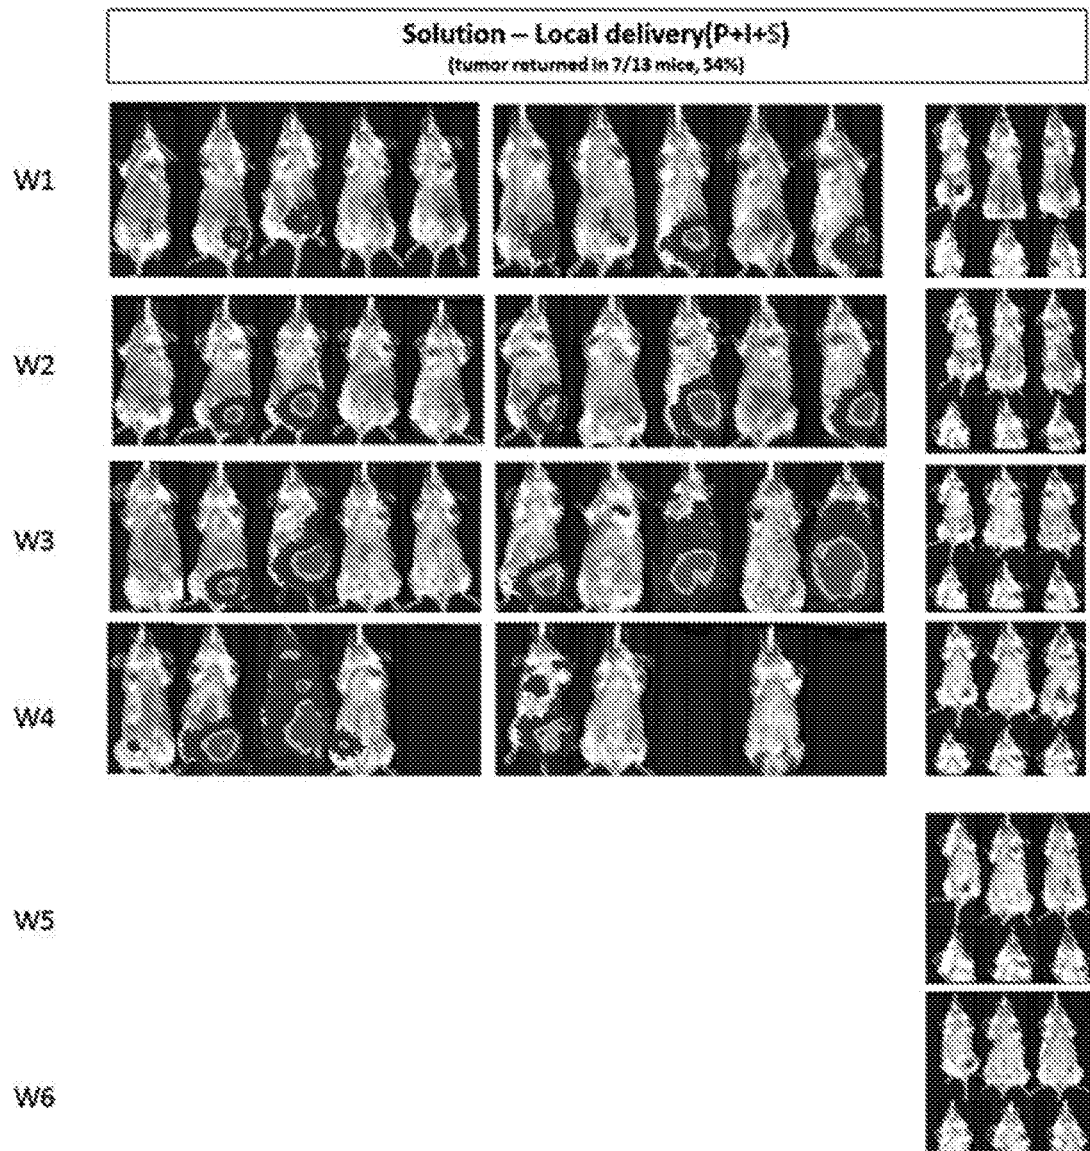 Solution – Local delivery(P+I+S)
(tumor returned in 7/13 mice, 54%)
W1
W2
W3
W4
W5
W6